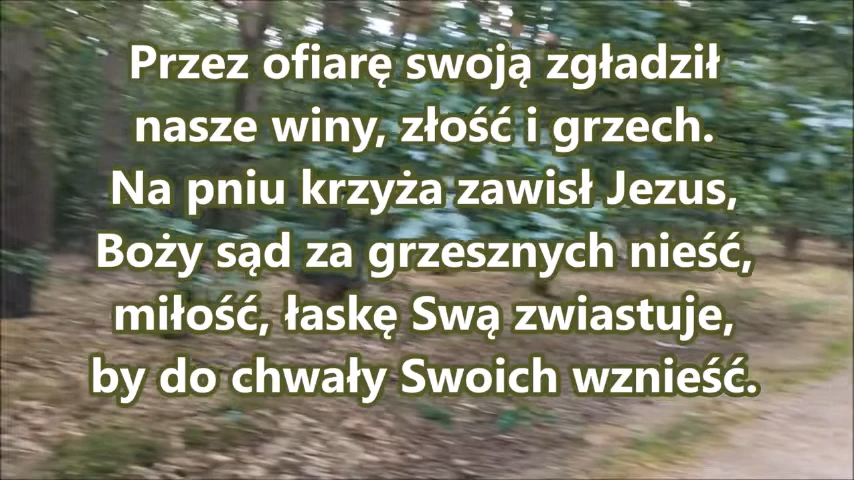 Przez ofiarę swoją zgładził
nasze winy, złość i grzech.
Na pniu krzyża zawisł Jezus,
Boży sąd za grzesznych nieść,
miłość, łaskę Swą zwiastuje,
by do chwały Swoich wznieść.